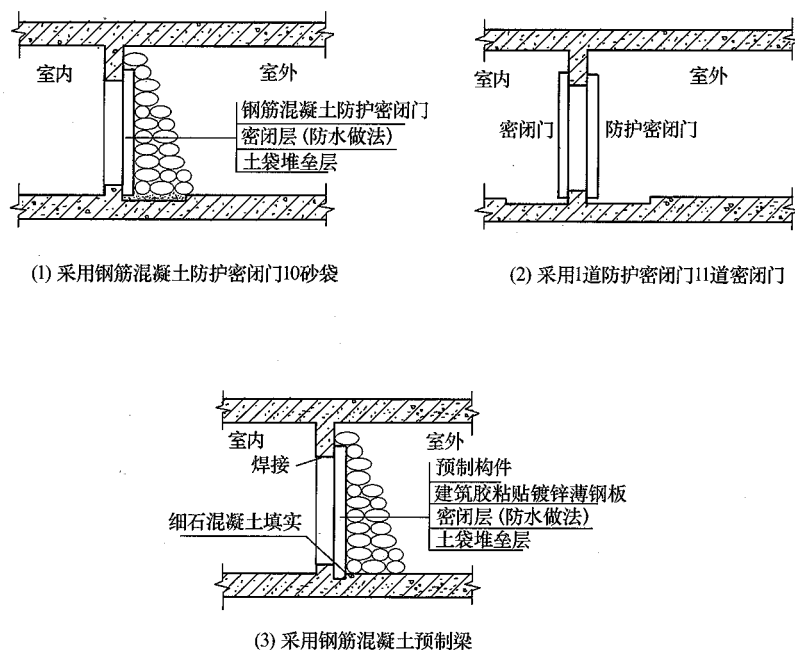 室内
室外
钢筋混凝土防护密闭门
密闭层(防水做法)
土袋堆垒层
(1) 采用钢筋混凝土防护密闭门10砂袋
室内
室外
密闭门
防护密闭门
(2) 采用1道防护密闭门11道密闭门
室内
室外
焊接
预制构件
建筑胶粘贴镀锌薄钢板
密闭层(防水做法)
土袋堆垒层
细石混凝土填实
(3) 采用钢筋混凝土预制梁